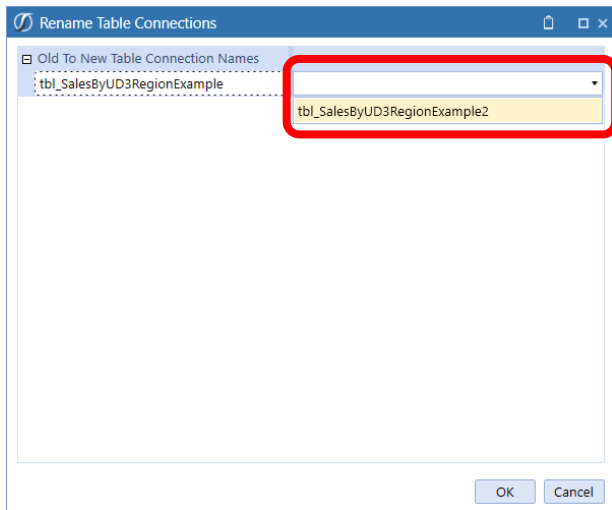 Rename Table Connections
Old To New Table Connection Names
tbl_SalesByUD3RegionExample
tbl_SalesByUD3RegionExample2
OK Cancel